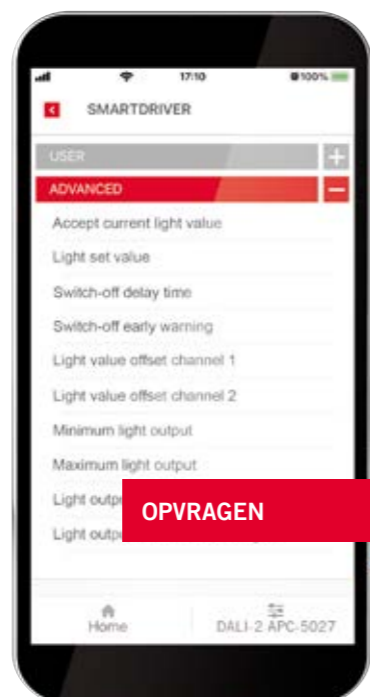 17:10 100%
SMARTDRIVER
USER
ADVANCED
Accept current light value
Light set value
Switch-off delay time
Switch-off early warning
Light value offset channel 1
Light value offset channel 2
Minimum light output
Maximum light output
Light
OPVRAGEN
Light
Home DALI-2 APC-5027